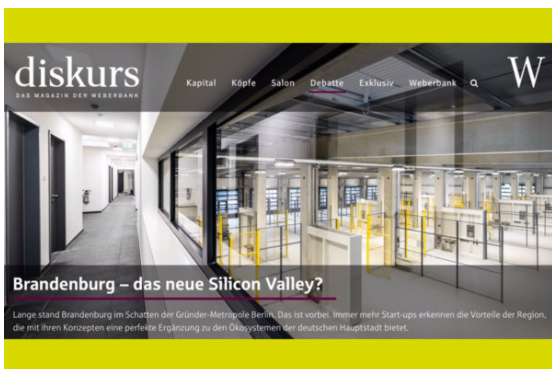 diskurs
DAS MAGAZIN DER WEBERBANK
Kapital Köpfe Salon Debatte Exklusiv Weberbank
W
Brandenburg – das neue Silicon Valley?
Lange stand Brandenburg im Schatten der Gründer-Metropole Berlin. Das ist vorbei. Immer mehr Start-ups erkennen die Vorteile der Region,
die mit ihren Konzepten eine perfekte Ergänzung zu den Ökosystemen der deutschen Hauptstadt bietet.